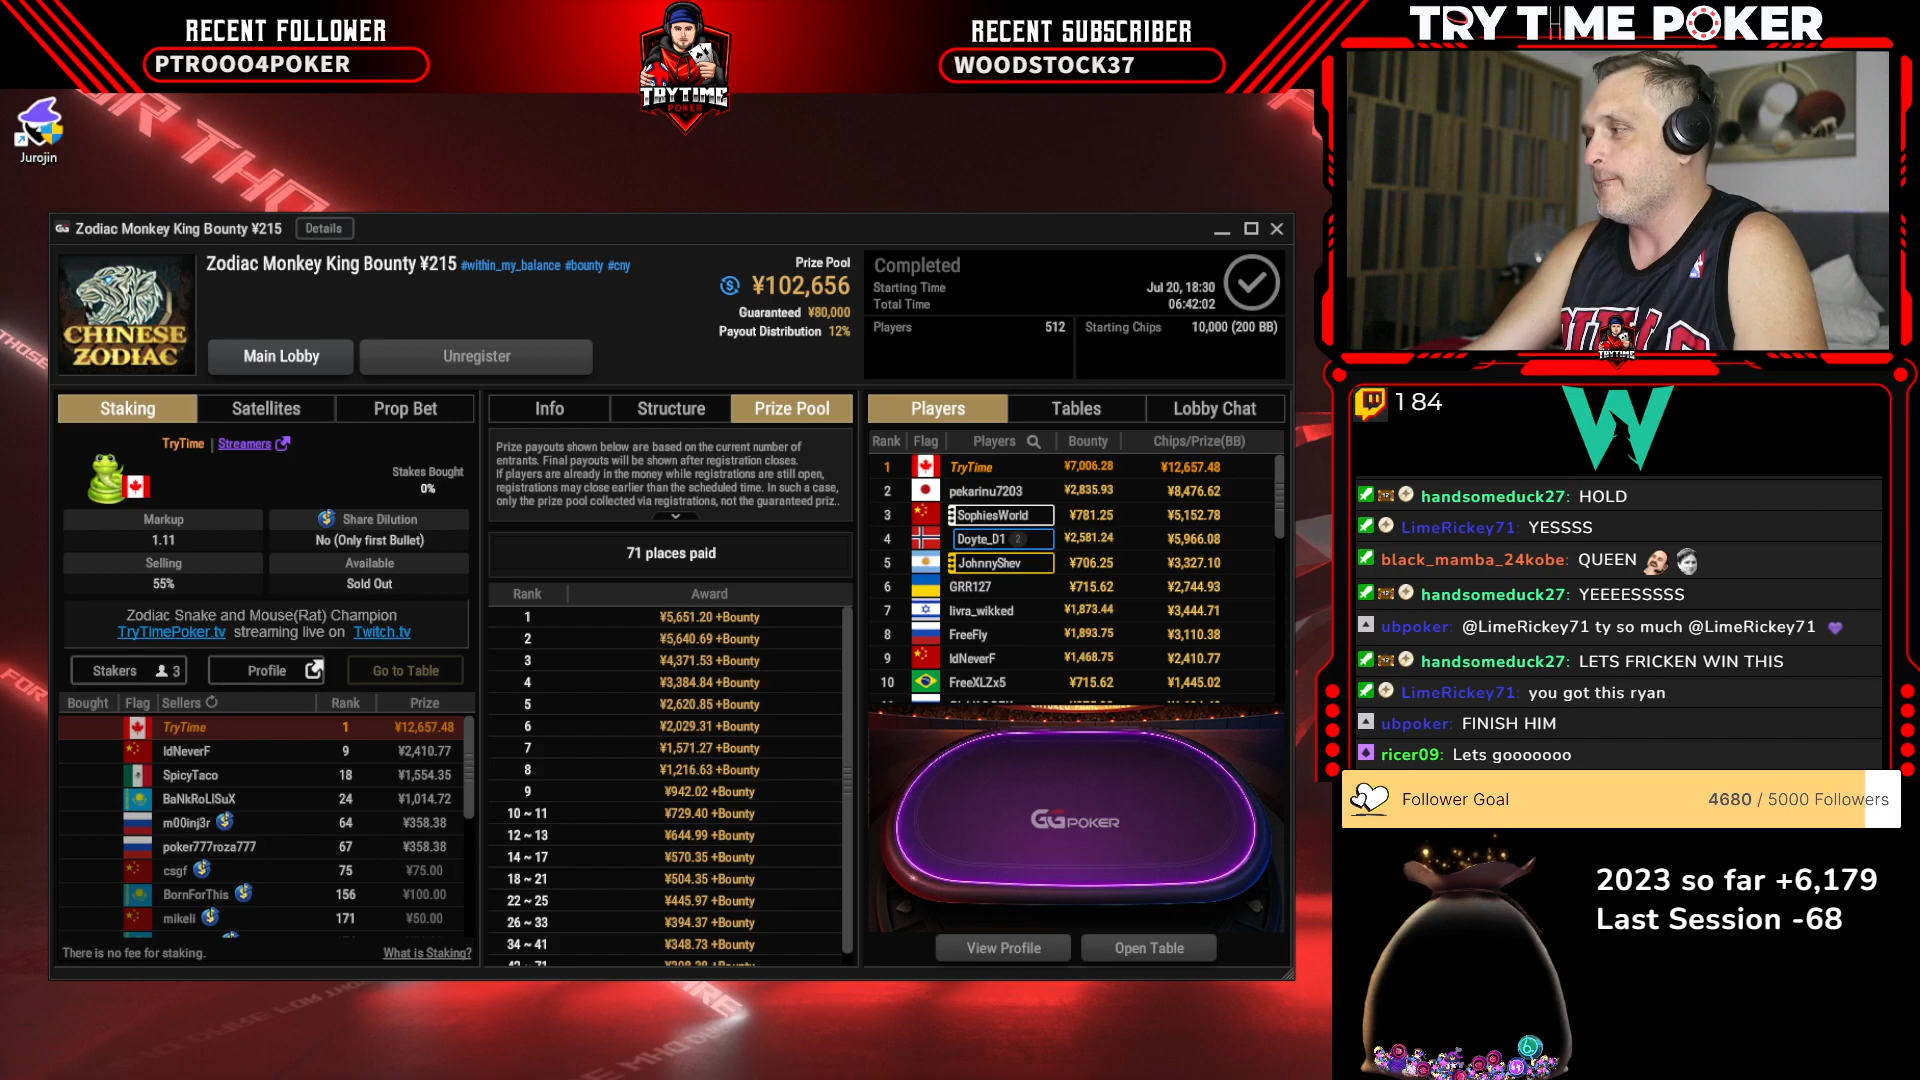 RECENT FOLLOWER
PTROOO4POKER
TRYTIME
POKER
RECENT SUBSCRIBER
WOODSTOCK37
TRY TIME POKER
Jurojin
Zodiac Monkey King Bounty ¥215
Details
CHINESE
ZODIAC
Zodiac Monkey King Bounty ¥215 #within_my_balance #bounty #cny
Main Lobby
Unregister
Prize Pool
¥102,656
Guaranteed ¥80,000
Payout Distribution 12%
Completed
Starting Time Jul 20, 18:30
Total Time 06:42:02
Players 512
Starting Chips 10,000 (200 BB)
Staking Satellites Prop Bet
TryTime | Streamers
Stakes Bought
0%
Markup
1.11
Share Dilution
No (Only first Bullet)
Selling
55%
Available
Sold Out
Zodiac Snake and Mouse(Rat) Champion
TryTimePoker.tv streaming live on Twitch.tv
Stakers 3
Profile
Go to Table
Bought Flag Sellers Rank Prize
TryTime 1 ¥12,657.48
IdNeverF 9 ¥2,410.77
SpicyTaco 18 ¥1,554.35
BaNkRoLlSuX 24 ¥1,014.72
m00inj3r 64 ¥358.38
poker777roza777 67 ¥358.38
csgf 75 ¥75.00
BornForThis 156 ¥100.00
mikeli 171 ¥50.00
There is no fee for staking. What is Staking?
Info Structure Prize Pool
Prize payouts shown below are based on the current number of
entrants. Final payouts will be shown after registration closes.
If players are already in the money while registrations are still open,
registrations may close earlier than the scheduled time. In such a case,
only the prize pool collected via registrations, not the guaranteed priz..
71 places paid
Rank Award
1 ¥5,651.20 +Bounty
2 ¥5,640.69 +Bounty
3 ¥4,371.53 +Bounty
4 ¥3,384.84 +Bounty
5 ¥2,620.85 +Bounty
6 ¥2,029.31 +Bounty
7 ¥1,571.27 +Bounty
8 ¥1,216.63 +Bounty
9 ¥942.02 +Bounty
10 ~ 11 ¥729.40 +Bounty
12 ~ 13 ¥644.99 +Bounty
14 ~ 17 ¥570.35 +Bounty
18 ~ 21 ¥504.35 +Bounty
22 ~ 25 ¥445.97 +Bounty
26 ~ 33 ¥394.37 +Bounty
34 ~ 41 ¥348.73 +Bounty
Players Tables Lobby Chat
Rank Flag Players Bounty Chips/Prize(BB)
1 TryTime ¥7,006.28 ¥12,657.48
2 pekarinu7203 ¥2,835.93 ¥8,476.62
3 SophiesWorld ¥781.25 ¥5,152.78
4 Doyte_D1 2 ¥2,581.24 ¥5,966.08
5 JohnnyShev ¥706.25 ¥3,327.10
6 GRR127 ¥715.62 ¥2,744.93
7 livra_wikked ¥1,873.44 ¥3,444.71
8 FreeFly ¥1,893.75 ¥3,110.38
9 IdNeverF ¥1,468.75 ¥2,410.77
10 FreeXLZx5 ¥715.62 ¥1,445.02
GGPOKER
View Profile
Open Table
TRYTIME
184
handsomeduck27: HOLD
LimeRickey71: YESSSS
black_mamba_24kobe: QUEEN
handsomeduck27: YEEEESSSSS
ubpoker: @LimeRickey71 ty so much @LimeRickey71
handsomeduck27: LETS FRICKEN WIN THIS
LimeRickey71: you got this ryan
ubpoker: FINISH HIM
ricer09: Lets gooooooo
Follower Goal 4680 / 5000 Followers
2023 so far +6,179
Last Session -68